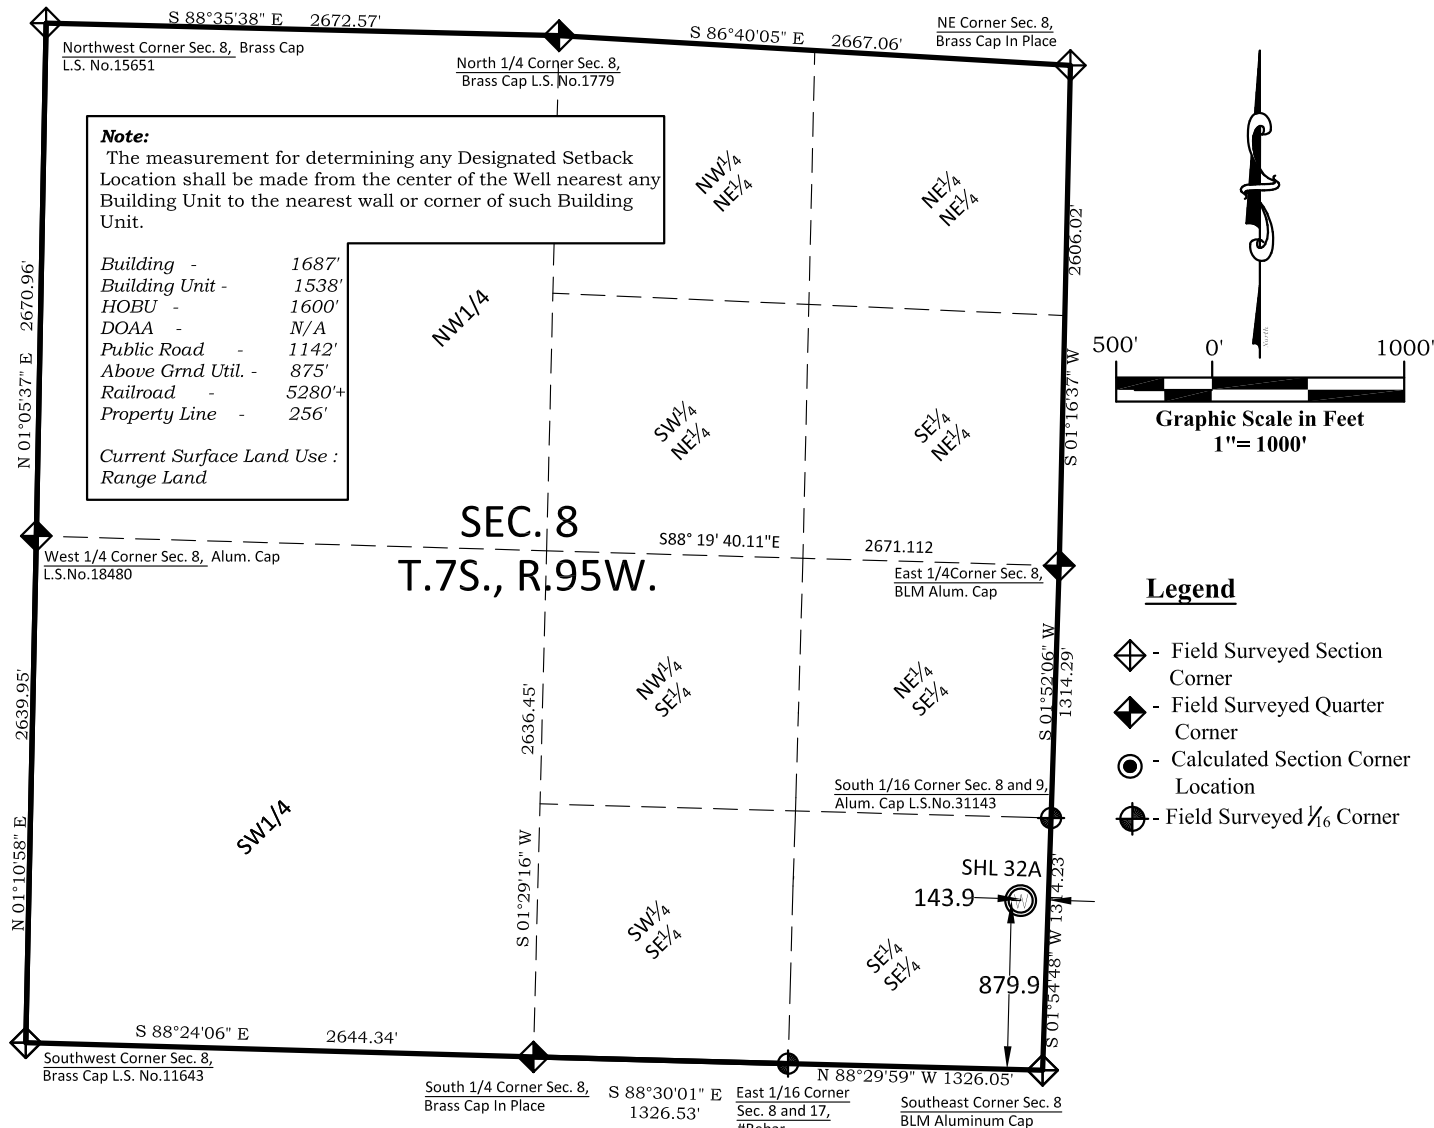 S 88°35'38" E 2672.57'
S 86°40'05" E 2667.06'
NE Corner Sec. 8,
Brass Cap In Place
Northwest Corner Sec. 8, Brass Cap
L.S. No.15651
North 1/4 Corner Sec. 8,
Brass Cap L.S. No.1779
Note:
The measurement for determining any Designated Setback
Location shall be made from the center of the Well nearest any
Building Unit to the nearest wall or corner of such Building
Unit.
Building - 1687'
Building Unit - 1538'
HOBU - 1600'
DOAA - N/A
Public Road - 1142'
Above Grnd Util. - 875'
Railroad - 5280'+
Property Line - 256'
Current Surface Land Use :
Range Land
N 01°05'37" E 2670.96'
NW1/4
NW1/4
NE1/4
NE1/4
NE1/4
SW1/4
NE1/4
SE1/4
NE1/4
2606.02'
S 01°16'37" W
North
500' 0' 1000'
Graphic Scale in Feet
1"= 1000'
SEC. 8
T.7S., R.95W.
S88° 19' 40.11"E 2671.112
West 1/4 Corner Sec. 8, Alum. Cap
L.S.No.18480
East 1/4Corner Sec. 8,
BLM Alum. Cap
Legend
- Field Surveyed Section
Corner
- Field Surveyed Quarter
Corner
- Calculated Section Corner
Location
- Field Surveyed 1/16 Corner
N 01°10'58" E 2639.95'
SW1/4
2636.45'
S 01°29'16" W
NW1/4
SE1/4
NE1/4
SE1/4
S 01°52'06" W
1314.29'
South 1/16 Corner Sec. 8 and 9,
Alum. Cap L.S.No.31143
SHL 32A
143.9
879.9
S 01°54'48" W 1314.23'
SW1/4
SE1/4
SE1/4
SE1/4
S 88°24'06" E 2644.34'
Southwest Corner Sec. 8,
Brass Cap L.S. No.11643
South 1/4 Corner Sec. 8,
Brass Cap In Place
S 88°30'01" E
1326.53'
East 1/16 Corner
Sec. 8 and 17,
#Rebar
N 88°29'59" W 1326.05'
Southeast Corner Sec. 8
BLM Aluminum Cap